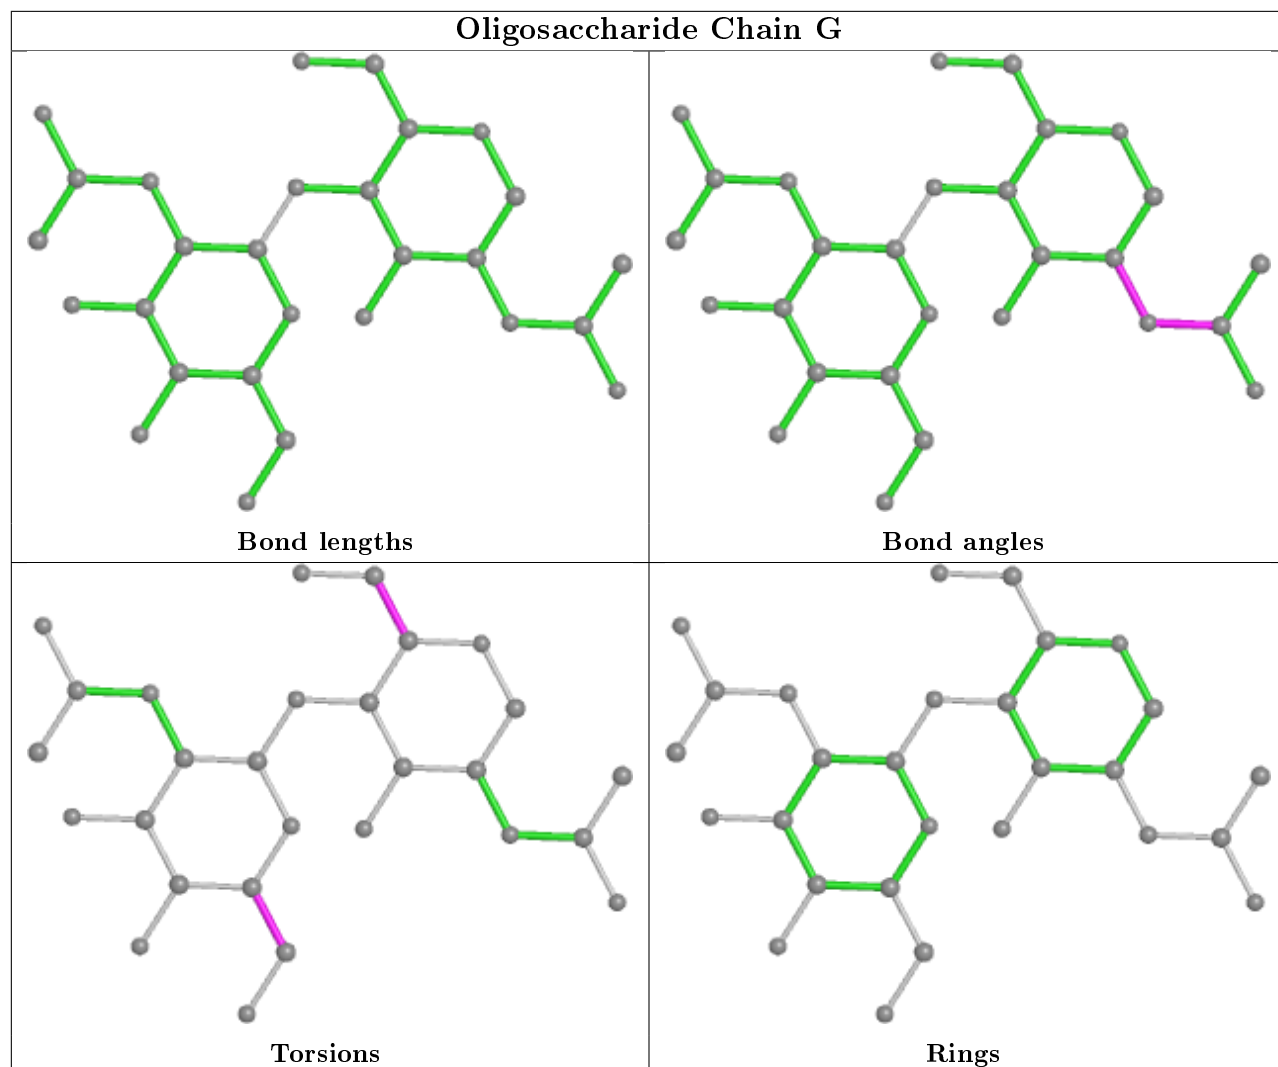 Oligosaccharide Chain G
Bond lengths
Bond angles
Torsions
Rings